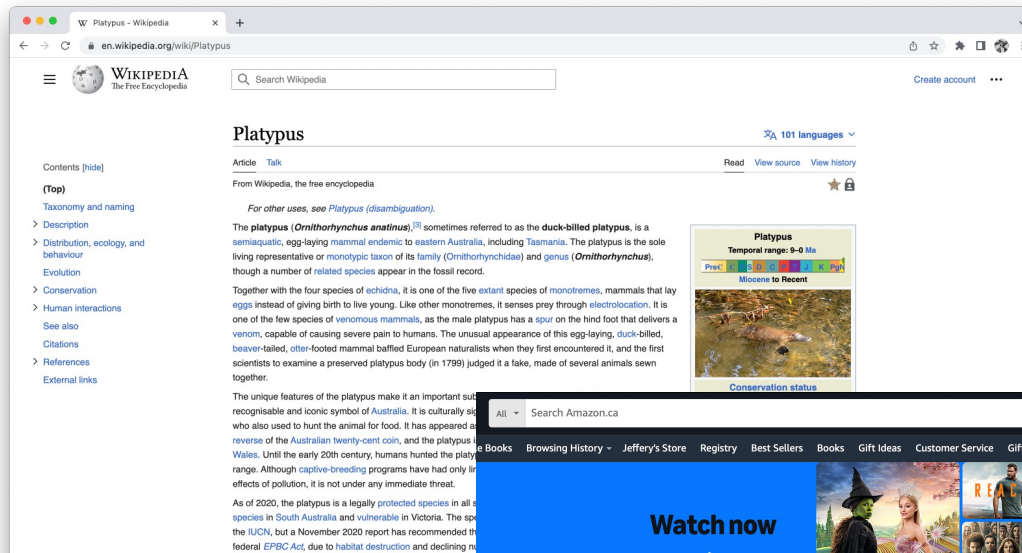 Platypus - Wikipedia
en.wikipedia.org/wiki/Platypus
WIKIPEDIA
The Free Encyclopedia
Search Wikipedia
Create account
Platypus
101 languages
Article Talk
Read View source View history
From Wikipedia, the free encyclopedia
Contents [hide]
(Top)
Taxonomy and naming
Description
Distribution, ecology, and
behaviour
Evolution
Conservation
Human interactions
See also
Citations
References
External links
For other uses, see Platypus (disambiguation).
The platypus (Ornithorhynchus anatinus),[3] sometimes referred to as the duck-billed platypus, is a
semiaquatic, egg-laying mammal endemic to eastern Australia, including Tasmania. The platypus is the sole
living representative or monotypic taxon of its family (Ornithorhynchidae) and genus (Ornithorhynchus),
though a number of related species appear in the fossil record.
Together with the four species of echidna, it is one of the five extant species of monotremes, mammals that lay
eggs instead of giving birth to live young. Like other monotremes, it senses prey through electrolocation. It is
one of the few species of venomous mammals, as the male platypus has a spur on the hind foot that delivers a
venom, capable of causing severe pain to humans. The unusual appearance of this egg-laying, duck-billed,
beaver-tailed, otter-footed mammal baffled European naturalists when they first encountered it, and the first
scientists to examine a preserved platypus body (in 1799) judged it a fake, made of several animals sewn
together.
The unique features of the platypus make it an important
recognisable and iconic symbol of Australia. It is culturally
who also used to hunt the animal for food. It has appeared
reverse of the Australian twenty-cent coin, and the platypus
Wales. Until the early 20th century, humans hunted the
range. Although captive-breeding programs have had only
effects of pollution, it is not under any immediate threat.
As of 2020, the platypus is a legally protected species in all
species in South Australia and vulnerable in Victoria. The
the IUCN, but a November 2020 report has recommended
federal EPBC Act, due to habitat destruction and declining
Platypus
Temporal range: 9–0 Ma
PreЄ S D C J K PgN
Miocene to Recent
Conservation status
All Search Amazon.ca
Books Browsing History Jeffery's Store Registry Best Sellers Books Gift Ideas Customer Service
Watch now